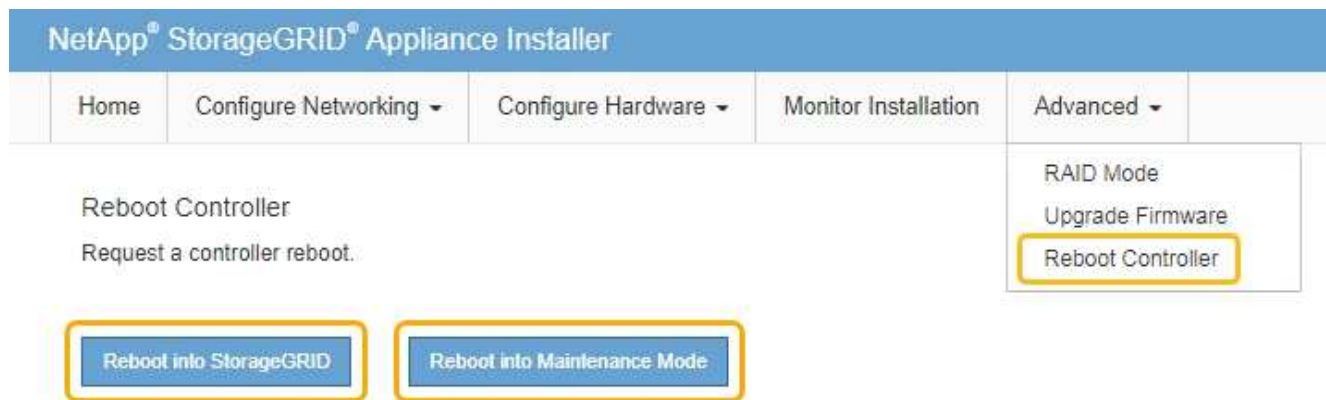 NetApp® StorageGRID® Appliance Installer
Home Configure Networking Configure Hardware Monitor Installation Advanced
RAID Mode
Upgrade Firmware
Reboot Controller
Reboot Controller
Request a controller reboot.
Reboot into StorageGRID Reboot into Maintenance Mode